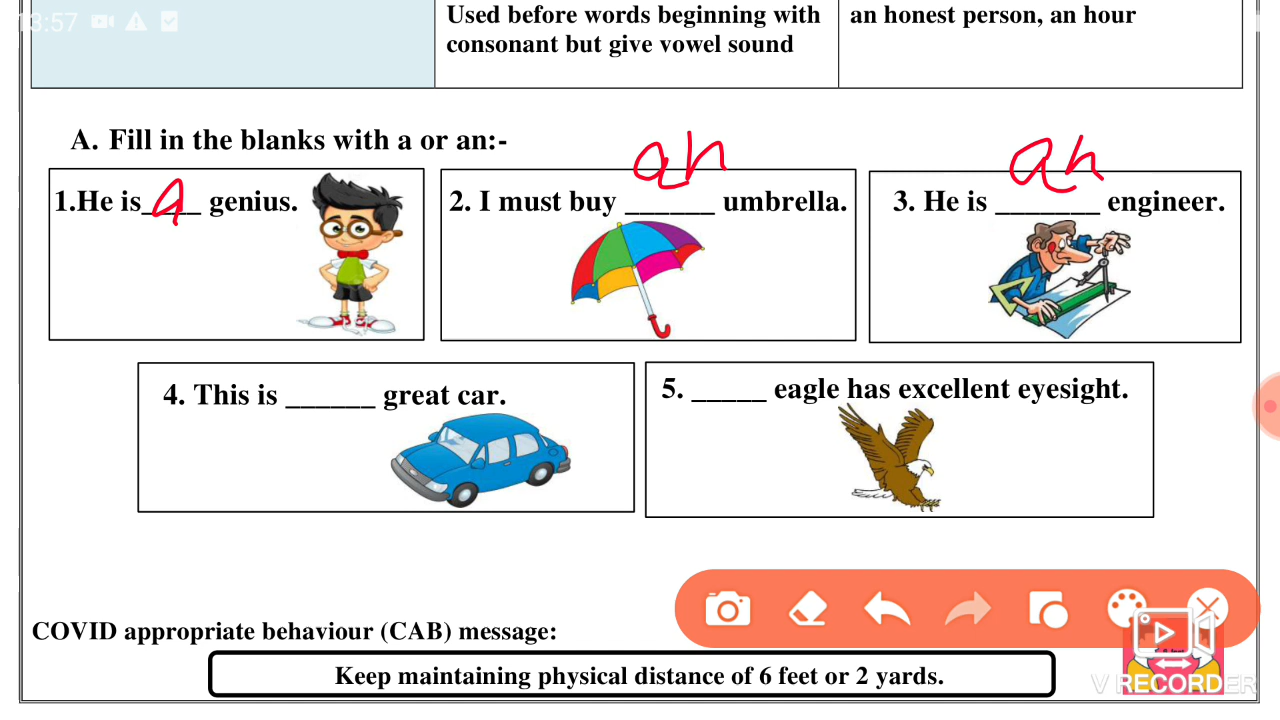 13:57
Used before words beginning with
consonant but give vowel sound
an honest person, an hour
A. Fill in the blanks with a or an:-
1.He is a genius.
2. I must buy an umbrella.
3. He is an engineer.
4. This is ______ great car.
5. _____ eagle has excellent eyesight.
COVID appropriate behaviour (CAB) message:
Keep maintaining physical distance of 6 feet or 2 yards.
V RECORDER